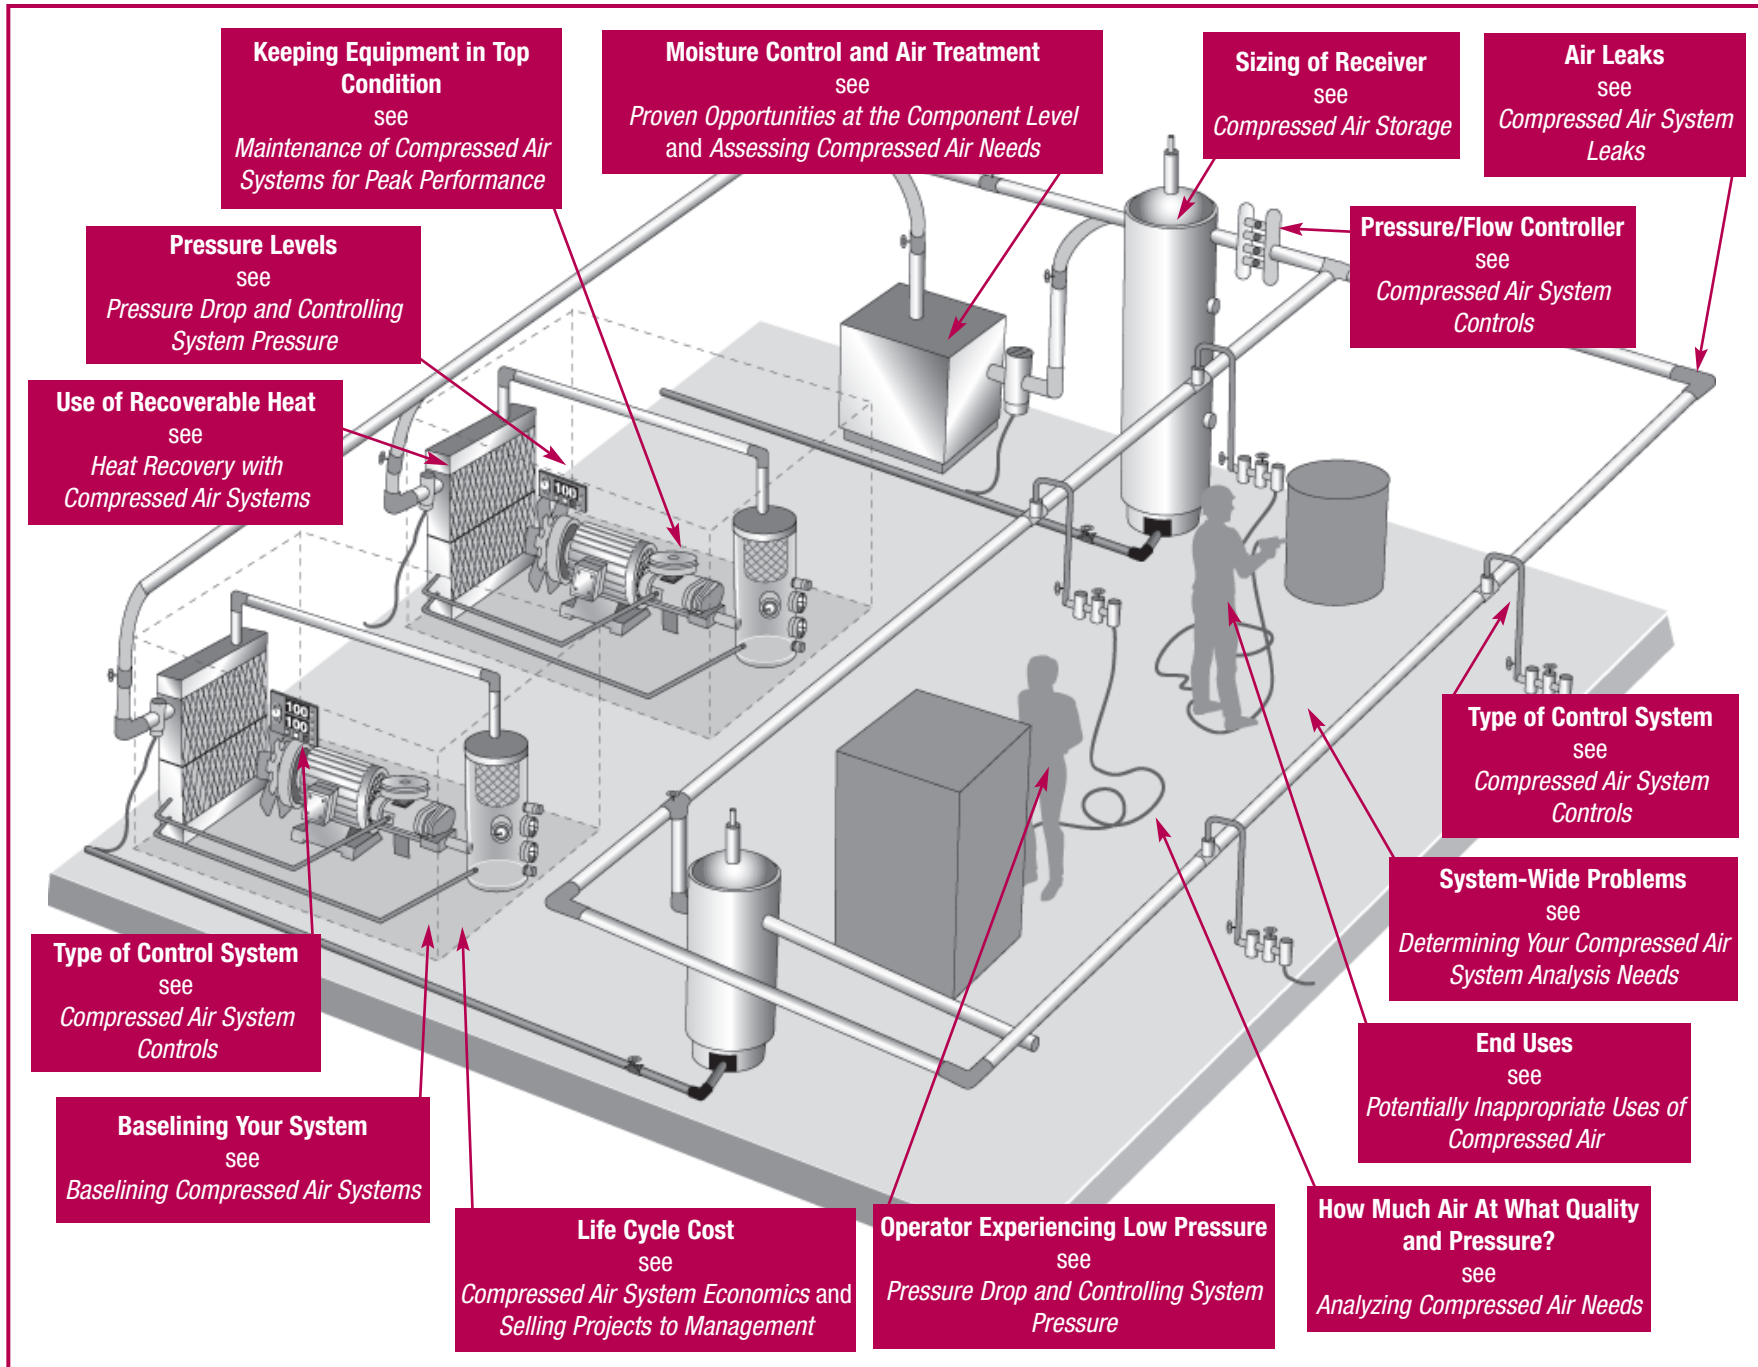 Keeping Equipment in Top
Condition
see
Maintenance of Compressed Air
Systems for Peak Performance
Moisture Control and Air Treatment
see
Proven Opportunities at the Component Level
and Assessing Compressed Air Needs
Sizing of Receiver
see
Compressed Air Storage
Air Leaks
see
Compressed Air System
Leaks
Pressure Levels
see
Pressure Drop and Controlling
System Pressure
Pressure/Flow Controller
see
Compressed Air System
Controls
Use of Recoverable Heat
see
Heat Recovery with
Compressed Air Systems
100
100
100
Type of Control System
see
Compressed Air System
Controls
System-Wide Problems
see
Determining Your Compressed Air
System Analysis Needs
Type of Control System
see
Compressed Air System
Controls
End Uses
see
Potentially Inappropriate Uses of
Compressed Air
Baselining Your System
see
Baselining Compressed Air Systems
Life Cycle Cost
see
Compressed Air System Economics and
Selling Projects to Management
Operator Experiencing Low Pressure
see
Pressure Drop and Controlling System
Pressure
How Much Air At What Quality
and Pressure?
see
Analyzing Compressed Air Needs